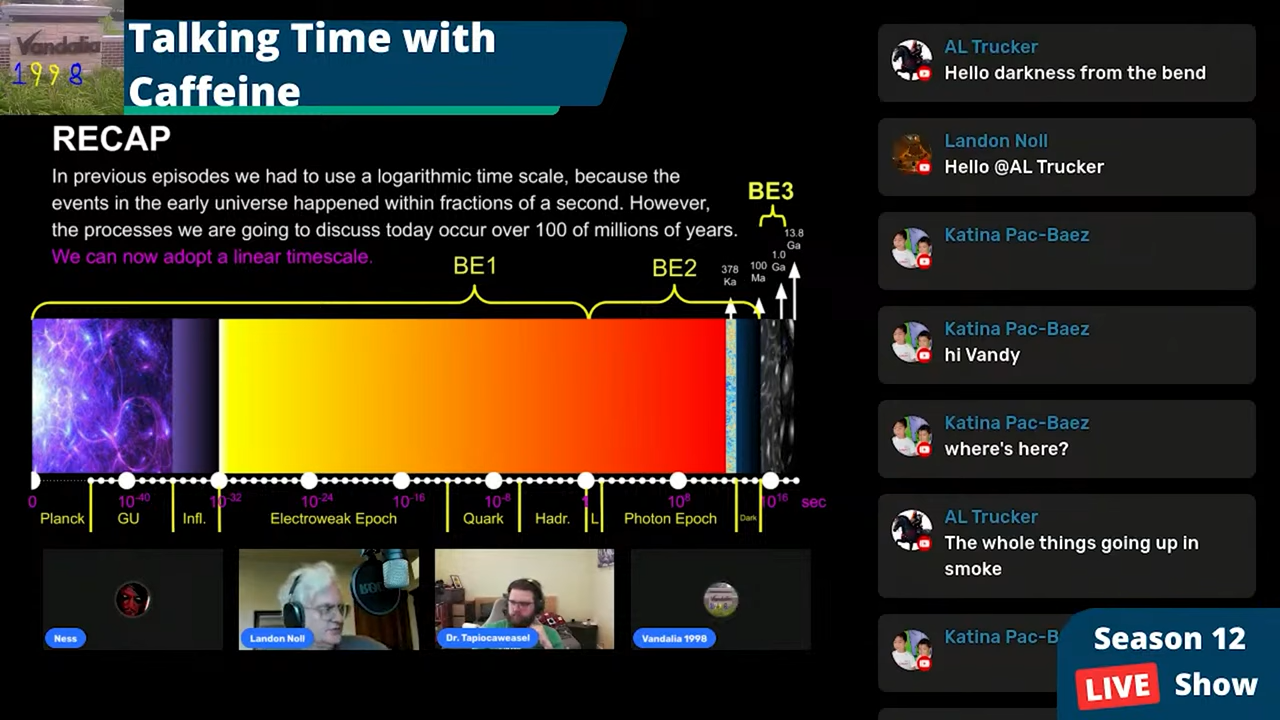 Vandalia
1998
Talking Time with
Caffeine
RECAP
In previous episodes we had to use a logarithmic time scale, because the
events in the early universe happened within fractions of a second. However,
the processes we are going to discuss today occur over 100 of millions of years.
We can now adopt a linear timescale.
BE1
BE2
BE3
378
Ka
100
Ma
1.0
Ga
13.8
Ga
0
10-40
10-32
10-24
10-16
10-8
1
10⁸
10¹⁶ sec
Planck
GU
Infl.
Electroweak Epoch
Quark
Hadr.
L
Photon Epoch
Dark
Ness
Landon Noll
Dr. Tapiocaweasel
Vandalia 1998
AL Trucker
Hello darkness from the bend
Landon Noll
Hello @AL Trucker
Katina Pac-Baez
Katina Pac-Baez
hi Vandy
Katina Pac-Baez
where's here?
AL Trucker
The whole things going up in
smoke
Katina Pac-B
Season 12
LIVE Show